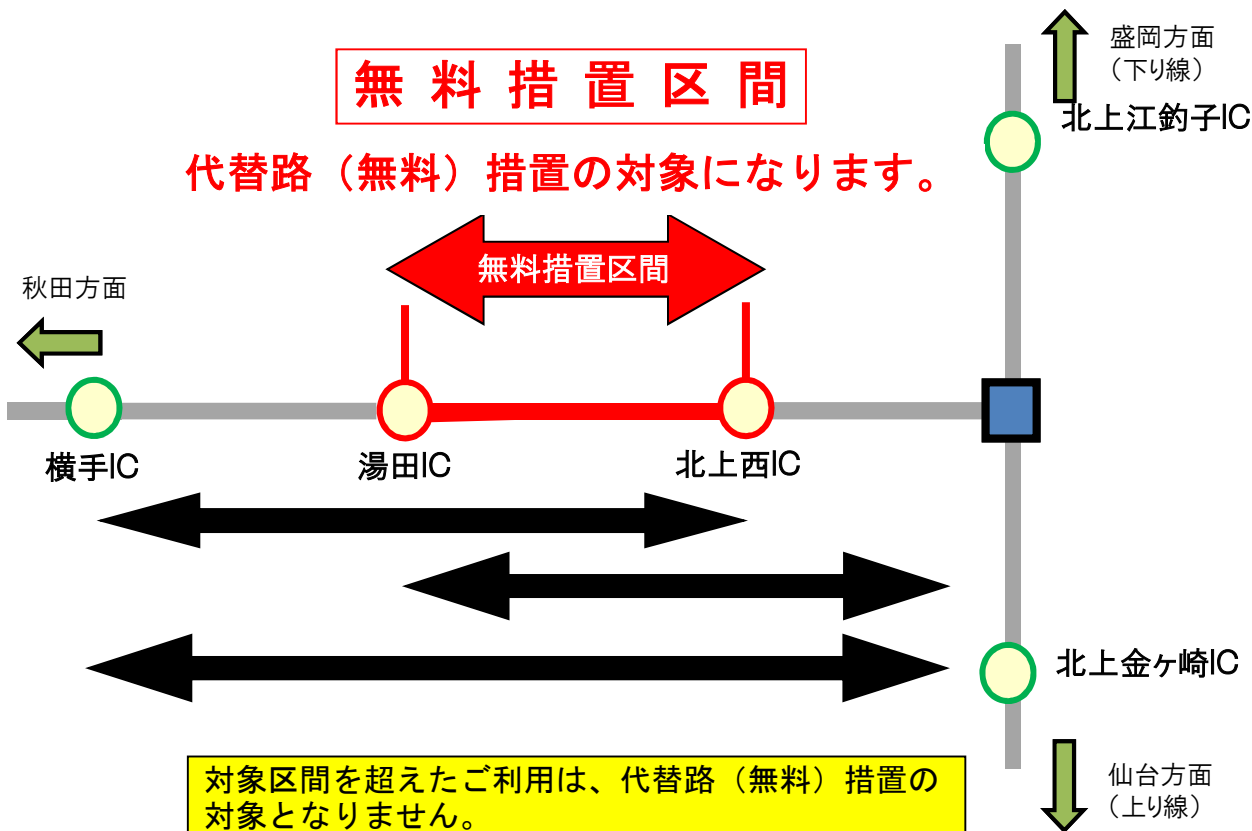 無料措置区間
代替路（無料）措置の対象になります。
盛岡方面
（下り線）
北上江釣子IC
無料措置区間
秋田方面
横手IC
湯田IC
北上西IC
北上金ヶ崎IC
対象区間を超えたご利用は、代替路（無料）措置の
対象となりません。
仙台方面
（上り線）